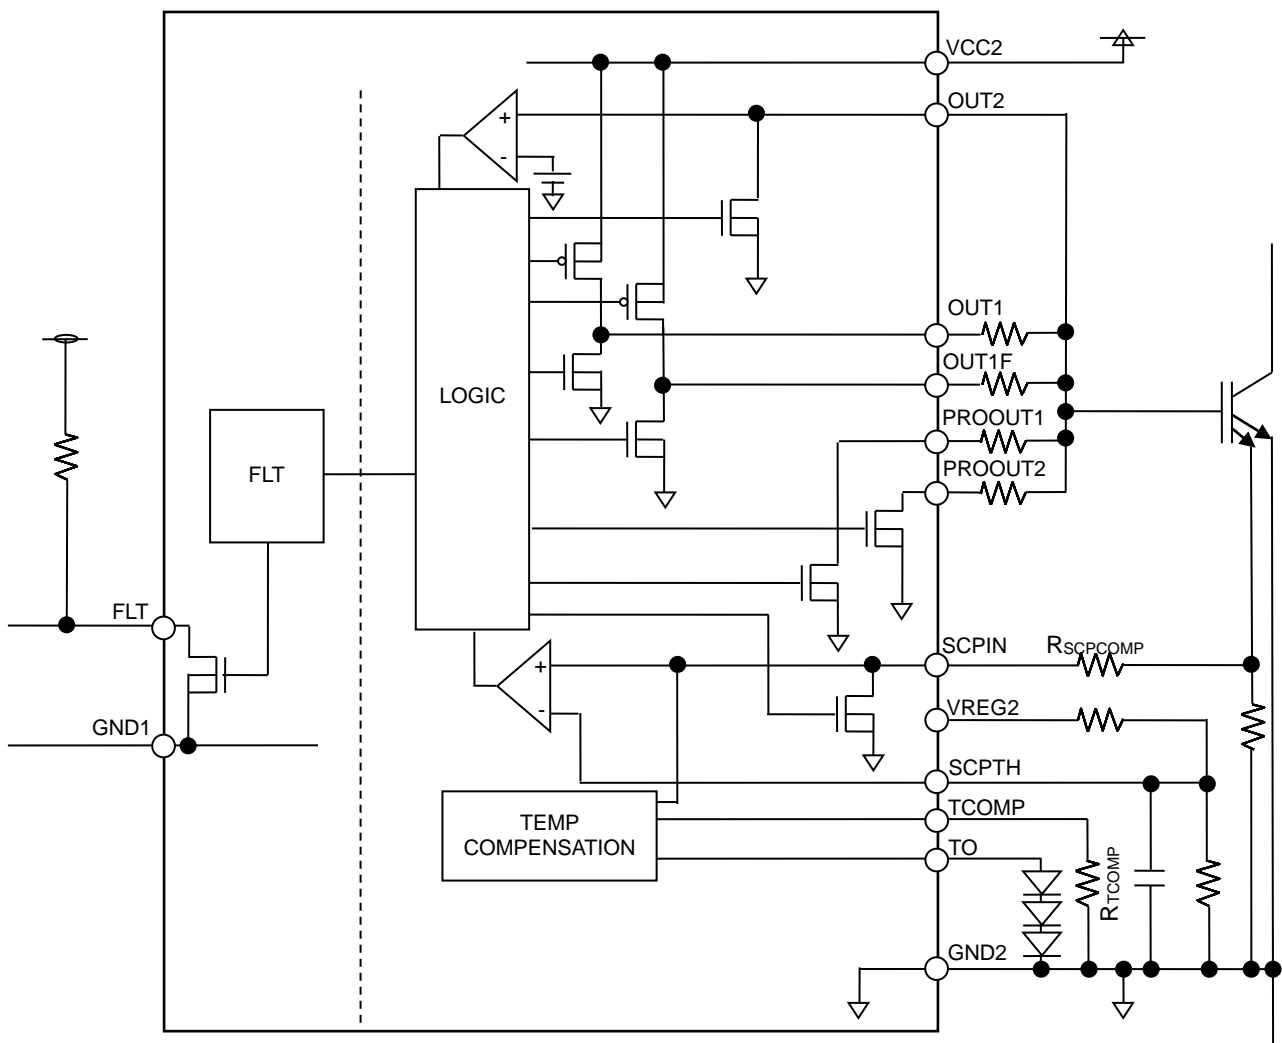 VCC2
OUT2
+
-
OUT1
OUT1F
LOGIC
PROOUT1
FLT
PROOUT2
FLT
SCPIN
RSCPCOMP
+
-
VREG2
GND1
SCPTH
TCOMP
TEMP
COMPENSATION
TO
RTCOMP
GND2